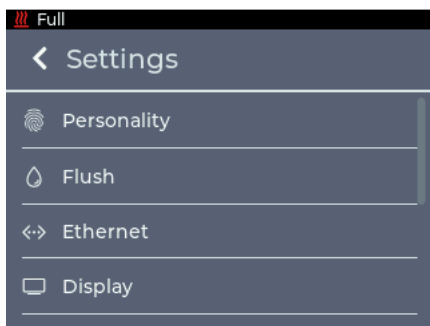 Full
Settings
Personality
Flush
Ethernet
Display